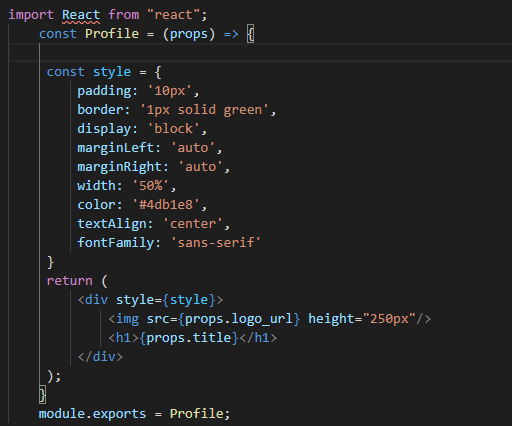 import React from "react";
const Profile = (props) => {
const style = {
padding: '10px',
border: '1px solid green',
display: 'block',
marginLeft: 'auto',
marginRight: 'auto',
width: '50%',
color: '#4db1e8',
textAlign: 'center',
fontFamily: 'sans-serif'
}
return (
<div style={style}>
<img src={props.logo_url} height="250px"/>
<h1>{props.title}</h1>
</div>
);
}
module.exports = Profile;